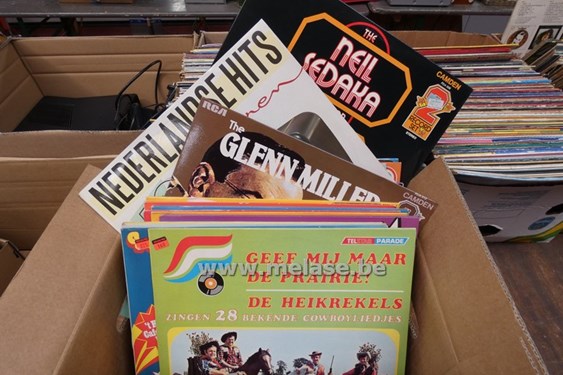 THE
NEIL
SEDAKA
CAMDEN
2
RECORD
SET
NEDERLANDSE HITS
RCA
The
GLENN MILLER
CAMDEN
TELSTAR PARADE
GEEF MIJ MAAR
DE PRAIRIE!
www.melase.be
DE HEIKREKELS
ZINGEN 28 BEKENDE COWBOYLIEDJES